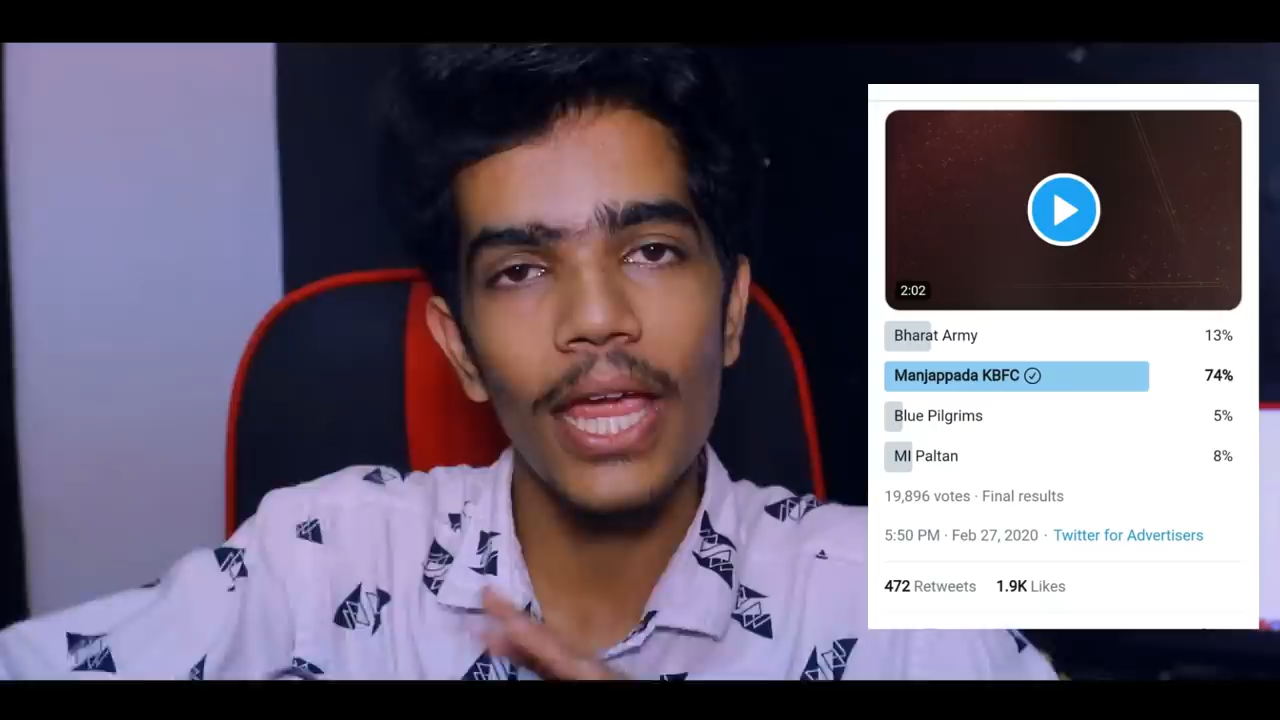 2:02
Bharat Army 13%
Manjappada KBFC 74%
Blue Pilgrims 5%
MI Paltan 8%
19,896 votes · Final results
5:50 PM · Feb 27, 2020 · Twitter for Advertisers
472 Retweets 1.9K Likes